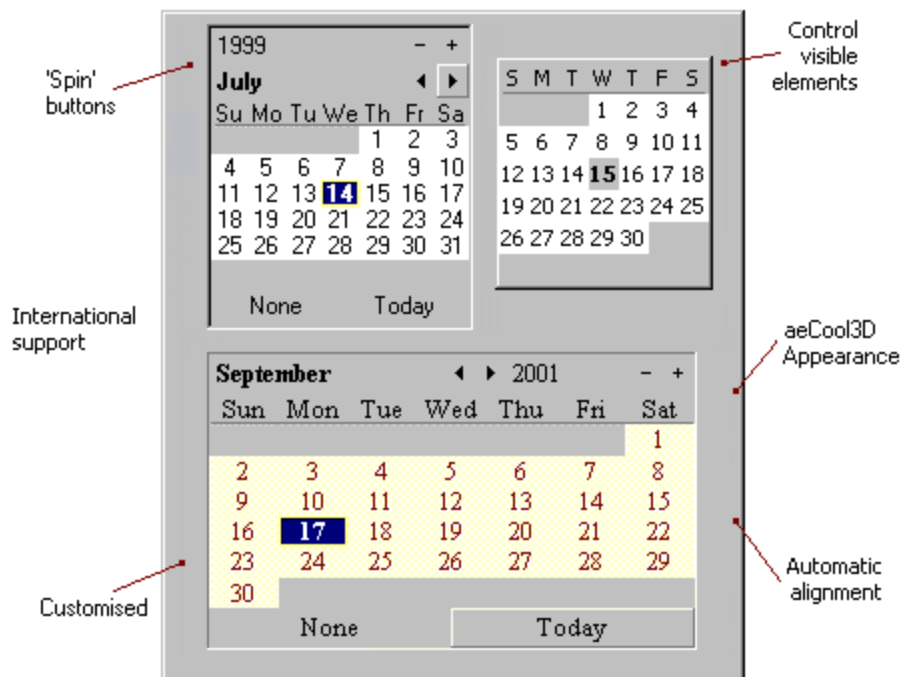 'Spin'
buttons
International
support
Customised
1999 - +
July
Su Mo Tu We Th Fr Sa
1 2 3
4 5 6 7 8 9 10
11 12 13 14 15 16 17
18 19 20 21 22 23 24
25 26 27 28 29 30 31
None Today
S M T W T F S
1 2 3 4
5 6 7 8 9 10 11
12 13 14 15 16 17 18
19 20 21 22 23 24 25
26 27 28 29 30
September 2001 - +
Sun Mon Tue Wed Thu Fri Sat
1
2 3 4 5 6 7 8
9 10 11 12 13 14 15
16 17 18 19 20 21 22
23 24 25 26 27 28 29
30
None Today
Control
visible
elements
aeCool3D
Appearance
Automatic
alignment